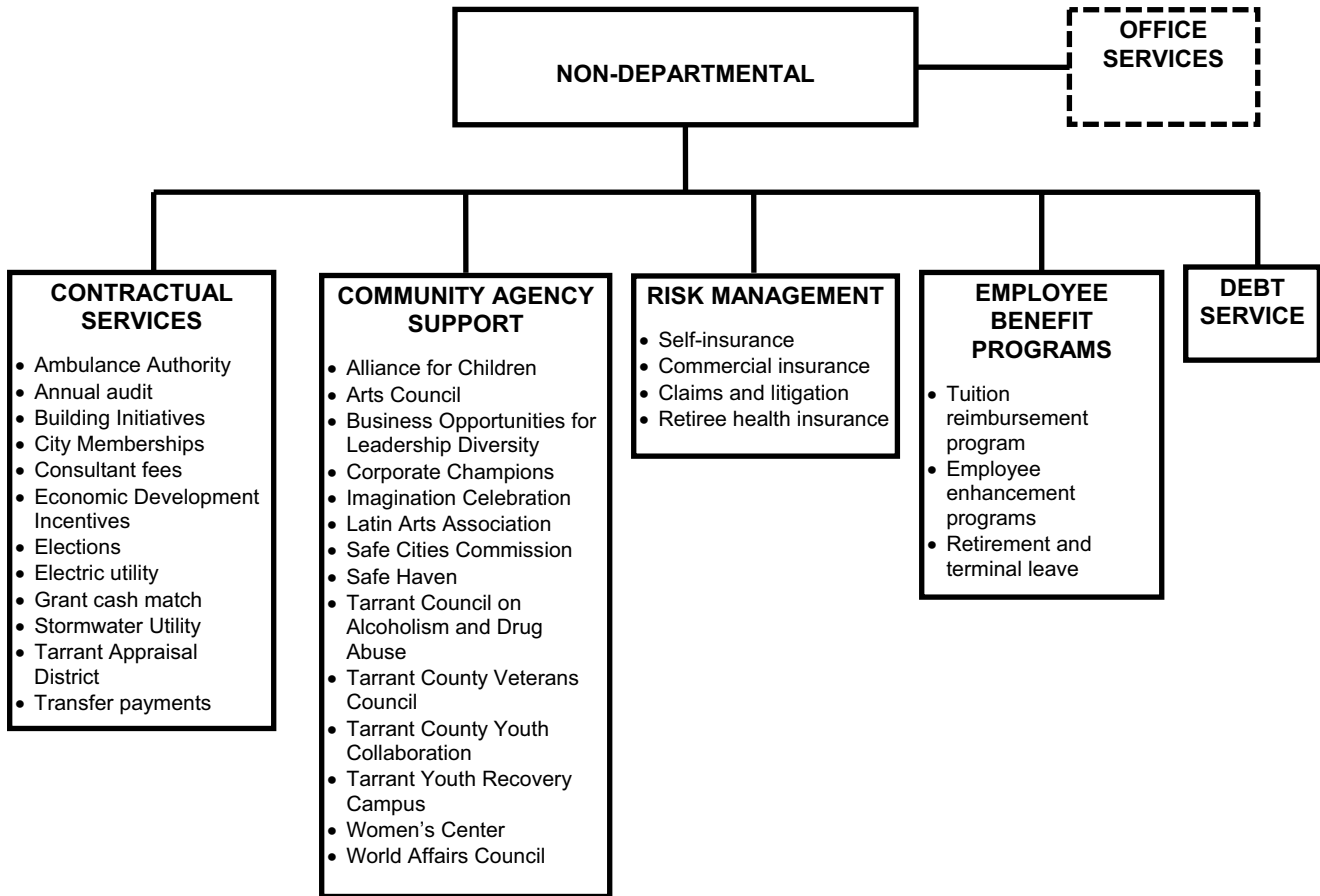 NON-DEPARTMENTAL
OFFICE
SERVICES
CONTRACTUAL
SERVICES
• Ambulance Authority
• Annual audit
• Building Initiatives
• City Memberships
• Consultant fees
• Economic Development
Incentives
• Elections
• Electric utility
• Grant cash match
• Stormwater Utility
• Tarrant Appraisal
District
• Transfer payments
COMMUNITY AGENCY
SUPPORT
• Alliance for Children
• Arts Council
• Business Opportunities for
Leadership Diversity
• Corporate Champions
• Imagination Celebration
• Latin Arts Association
• Safe Cities Commission
• Safe Haven
• Tarrant Council on
Alcoholism and Drug
Abuse
• Tarrant County Veterans
Council
• Tarrant County Youth
Collaboration
• Tarrant Youth Recovery
Campus
• Women’s Center
• World Affairs Council
RISK MANAGEMENT
• Self-insurance
• Commercial insurance
• Claims and litigation
• Retiree health insurance
EMPLOYEE
BENEFIT
PROGRAMS
• Tuition
reimbursement
program
• Employee
enhancement
programs
• Retirement and
terminal leave
DEBT
SERVICE